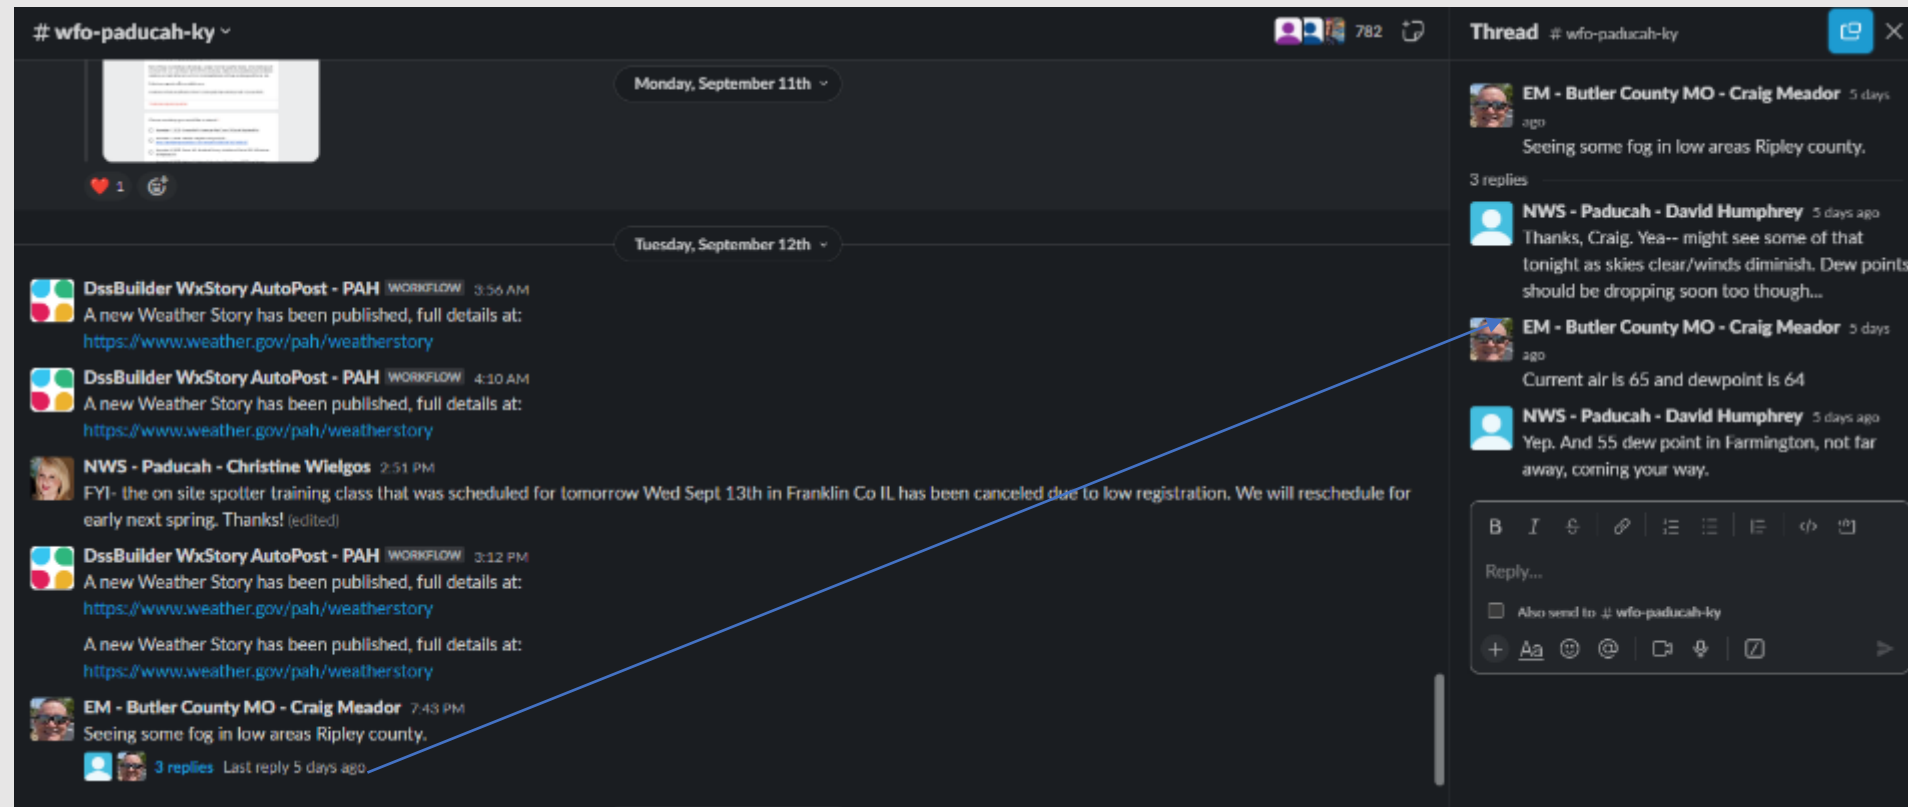 # wfo-paducah-ky
782
Monday, September 11th
1
Tuesday, September 12th
DssBuilder WxStory AutoPost - PAH WORKFLOW 3:56 AM
A new Weather Story has been published, full details at:
https://www.weather.gov/pah/weatherstory
DssBuilder WxStory AutoPost - PAH WORKFLOW 4:10 AM
A new Weather Story has been published, full details at:
https://www.weather.gov/pah/weatherstory
NWS - Paducah - Christine Wielgos 2:51 PM
FYI- the on site spotter training class that was scheduled for tomorrow Wed Sept 13th in Franklin Co IL has been canceled due to low registration. We will reschedule for
early next spring. Thanks! (edited)
DssBuilder WxStory AutoPost - PAH WORKFLOW 3:12 PM
A new Weather Story has been published, full details at:
https://www.weather.gov/pah/weatherstory
A new Weather Story has been published, full details at:
https://www.weather.gov/pah/weatherstory
EM - Butler County MO - Craig Meador 7:43 PM
Seeing some fog in low areas Ripley county.
3 replies Last reply 5 days ago
Thread # wfo-paducah-ky
EM - Butler County MO - Craig Meador 5 days
ago
Seeing some fog in low areas Ripley county.
3 replies
NWS - Paducah - David Humphrey 5 days ago
Thanks, Craig. Yea-- might see some of that
tonight as skies clear/winds diminish. Dew points
should be dropping soon too though...
EM - Butler County MO - Craig Meador 5 days
ago
Current air is 65 and dewpoint is 64
NWS - Paducah - David Humphrey 5 days ago
Yep. And 55 dew point in Farmington, not far
away, coming your way.
B I S
Reply...
Also send to # wfo-paducah-ky
+ Aa @